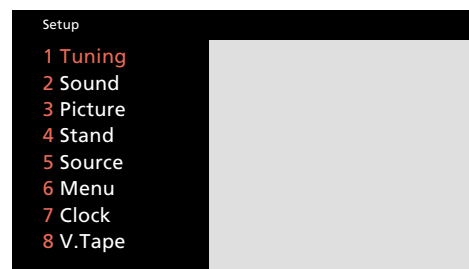 Setup
1 Tuning
2 Sound
3 Picture
4 Stand
5 Source
6 Menu
7 Clock
8 V.Tape